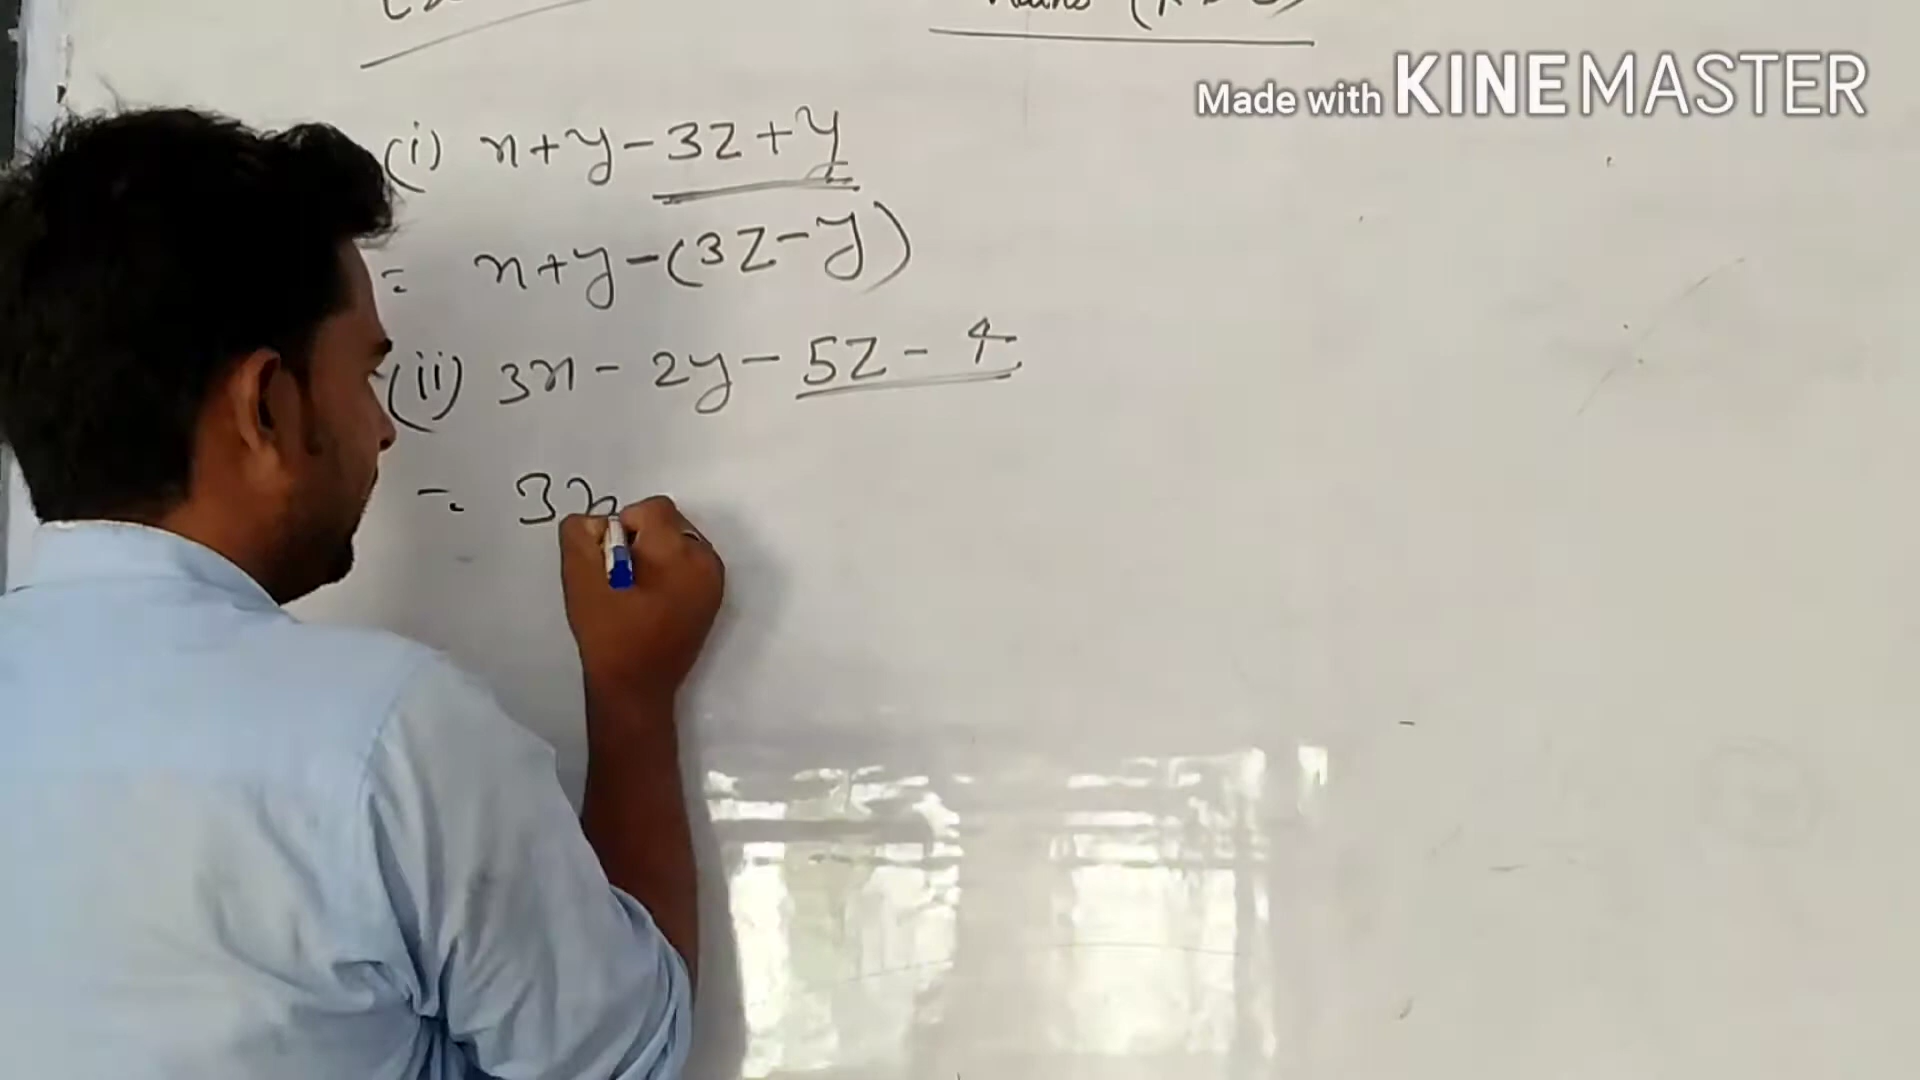 Made with KINEMASTER
(i) x+y-3z+y
= x+y-(3z-y)
(ii) 3x-2y-5z-4
= 3x